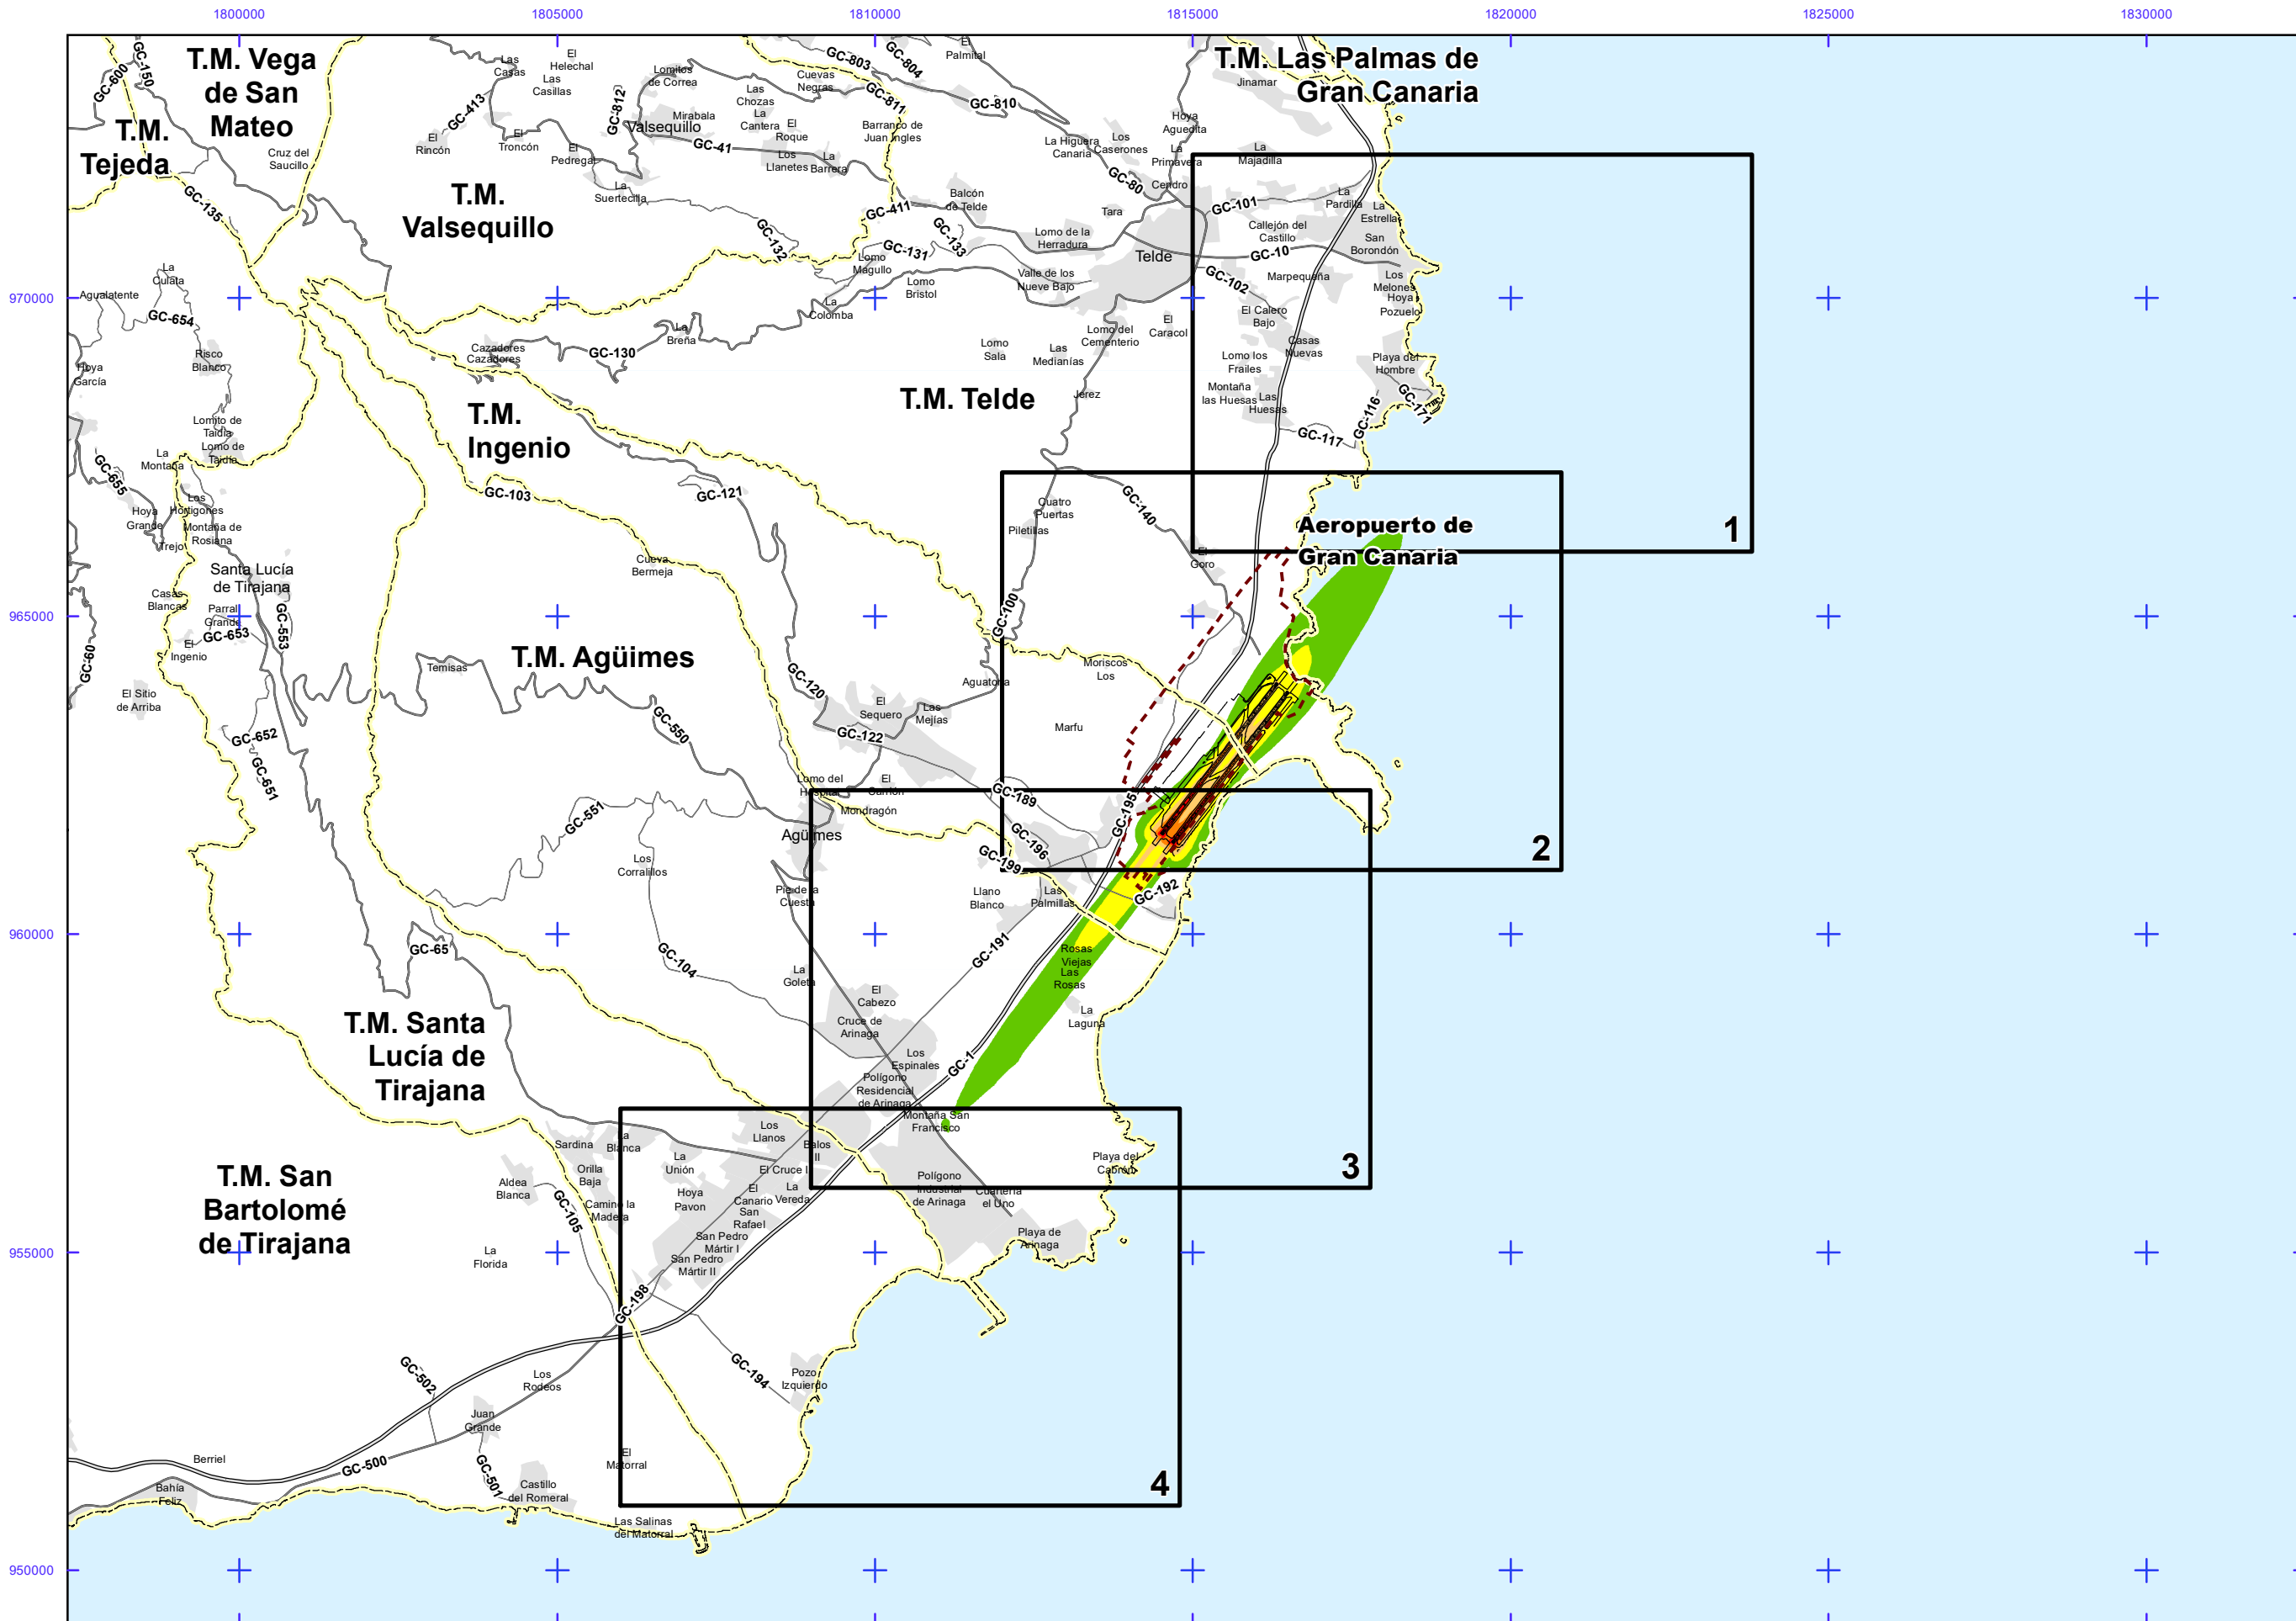 1800000
1805000
1810000
1815000
1820000
1825000
1830000
970000
965000
960000
955000
950000
T.M. Vega
de San
Mateo
T.M.
Tejeda
T.M.
Valsequillo
T.M. Las Palmas de
Gran Canaria
T.M. Telde
T.M.
Ingenio
T.M. Agüimes
T.M. Santa
Lucía de
Tirajana
T.M. San
Bartolomé
de Tirajana
Aeropuerto de
Gran Canaria
1
2
3
4
GC-600
GC-150
GC-413
GC-812
GC-803
GC-804
GC-811
GC-810
GC-41
GC-80
GC-135
GC-132
GC-411
GC-133
GC-131
GC-101
GC-10
GC-102
GC-654
GC-130
GC-116
GC-171
GC-117
GC-655
GC-103
GC-121
GC-140
GC-100
GC-653
GC-553
GC-60
GC-120
GC-550
GC-122
GC-652
GC-651
GC-551
GC-189
GC-195
GC-196
GC-199
GC-192
GC-191
GC-65
GC-104
GC-1
GC-105
GC-198
GC-194
GC-502
GC-500
GC-501
Las
Casas
El
Helechal
Las
Casillas
Lomitos
de Correa
Mirabala
Valsequillo
Las
Chozas
La
Cantera
Cuevas
Negras
El
Roque
Los
Llanetes
La
Barrera
Barranco de
Juan Ingles
El
Palmital
El
Rincón
El
Troncón
El
Pedregal
La
Suertecilla
Cruz del
Saucillo
Jinamar
Hoya
Aguedita
La Higuera
Canaria
Los
Caserones
La
Primavera
La
Majadilla
Cendro
Balcón
de Telde
Tara
Lomo de la
Herradura
Telde
La
Pardilla
La
Estrella
Callejón del
Castillo
San
Borondón
Marpequeña
Los
Melones
Hoya
Pozuelo
Lomo
Magullo
Lomo
Bristol
Valle de los
Nueve Bajo
La
Colomba
La
Breña
Cazadores
Cazadores
El Calero
Bajo
El
Caracol
Lomo del
Cementerio
Lomo
Sala
Las
Medianías
Casas
Nuevas
Lomo los
Frailes
Playa del
Hombre
Montaña
las Huesas
Las
Huesas
Jerez
La
Culata
Agualatente
Risco
Blanco
Hoya
García
Lomito de
Taidía
Lomo de
Taidía
La
Montaña
Los
Hortigones
Hoya
Grande
Montaña de
Rosiana
Trejo
Santa Lucía
de Tirajana
Casas
Blancas
Parral
Grande
El
Ingenio
El Sitio
de Arriba
Cueva
Bermeja
Temisas
Cuatro
Puertas
Piletillas
El
Goro
Moriscos
Los
Aguatona
Marfu
El
Sequero
Las
Mejías
Lomo del
Hospital
El
Carrión
Mondragón
Agüimes
Los
Corralillos
Pie de la
Cuesta
Llano
Blanco
Las
Palmillas
Rosas
Viejas
Las
Rosas
La
Laguna
La
Goleta
El
Cabezo
Cruce de
Arinaga
Los
Espinales
Polígono
Residencial
de Arinaga
Montaña San
Francisco
Los
Llanos
Balos
II
Sardina
La
Blanca
La
Unión
El Cruce I
Orilla
Baja
Aldea
Blanca
Hoya
Pavon
El
Canario
La
Vereda
San
Rafael
Camino la
Madera
San Pedro
Mártir I
San Pedro
Mártir II
Polígono
Industrial
de Arinaga
Cuartería
el Uno
Playa del
Cabrón
Playa de
Arinaga
La
Florida
Los
Rodeos
Juan
Grande
Pozo
Izquierdo
Berriel
Bahía
Feliz
Castillo
del Romeral
El
Matorral
Las Salinas
del Matorral